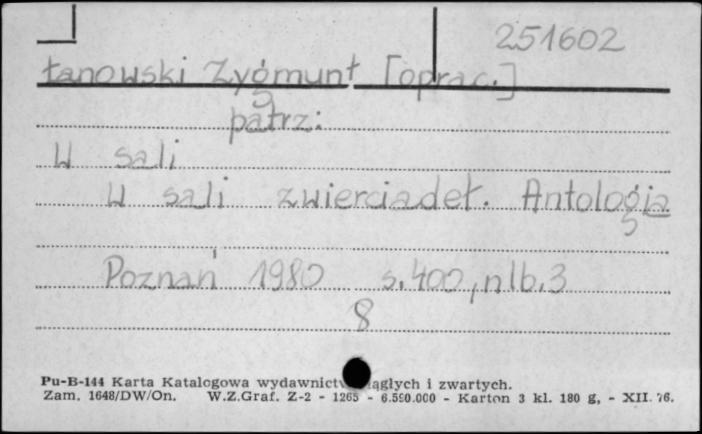 251602
Łanowski Zygmunt [oprac.]
patrz:
W sali
W sali zwierciadeł. Antologia
Poznań 1980 s. 400, nlb. 3
8
Pu-B-144 Karta Katalogowa wydawnictw ciągłych i zwartych.
Zam. 1648/DW/On. W.Z.Graf. Z-2 - 1265 - 6.590.000 - Karton 3 kl. 180 g, - XII. 76.